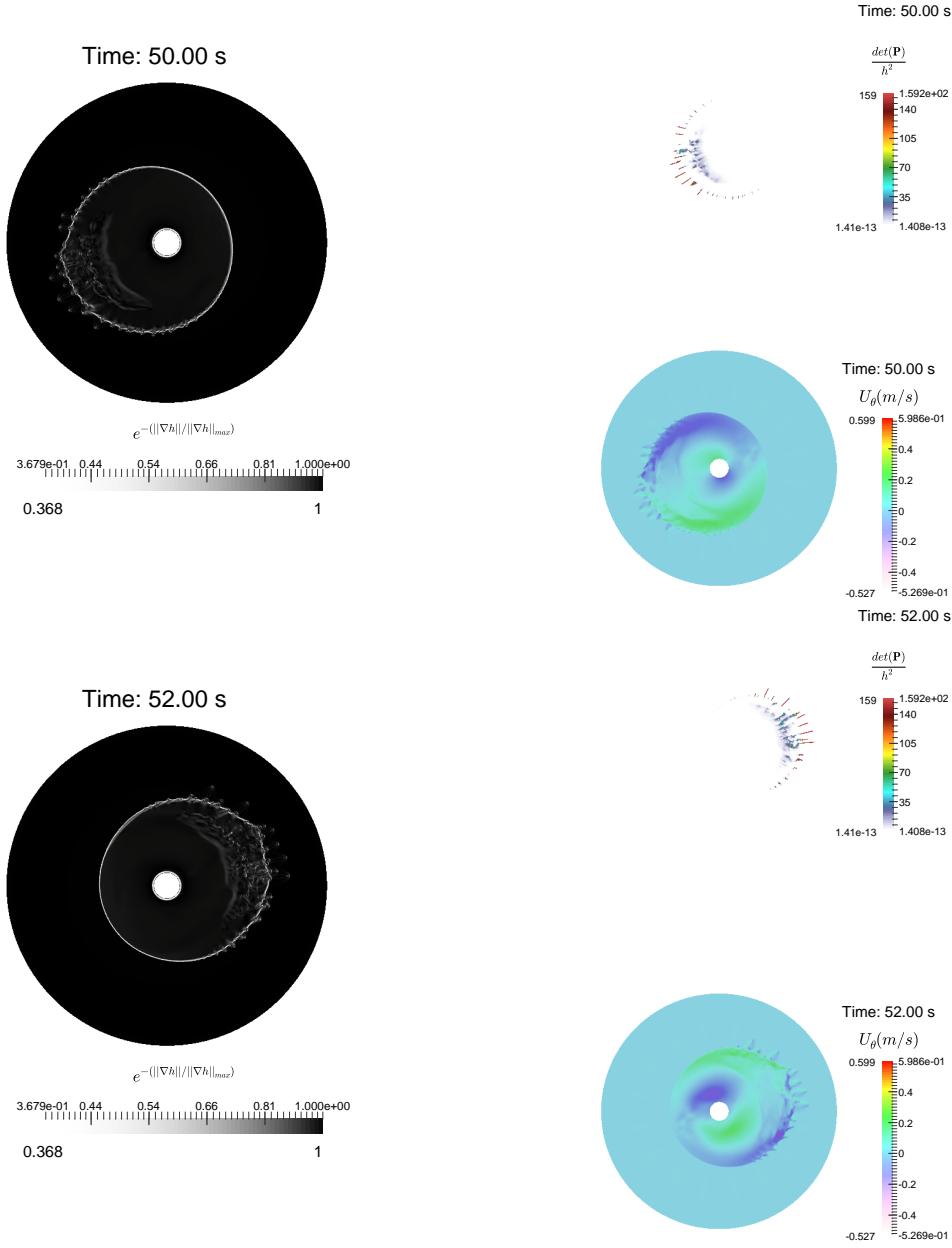 Time: 50.00 s
e^{-(||∇h||/||∇h||_{max})}
3.679e-01 0.44 0.54 0.66 0.81 1.000e+00
0.368 1
Time: 50.00 s
det(P)
h^2
159 1.592e+02
140
105
70
35
1.41e-13 1.408e-13
Time: 50.00 s
U_θ(m/s)
0.599 5.986e-01
0.4
0.2
0
-0.2
-0.4
-0.527 -5.269e-01
Time: 52.00 s
e^{-(||∇h||/||∇h||_{max})}
3.679e-01 0.44 0.54 0.66 0.81 1.000e+00
0.368 1
Time: 52.00 s
det(P)
h^2
159 1.592e+02
140
105
70
35
1.41e-13 1.408e-13
Time: 52.00 s
U_θ(m/s)
0.599 5.986e-01
0.4
0.2
0
-0.2
-0.4
-0.527 -5.269e-01